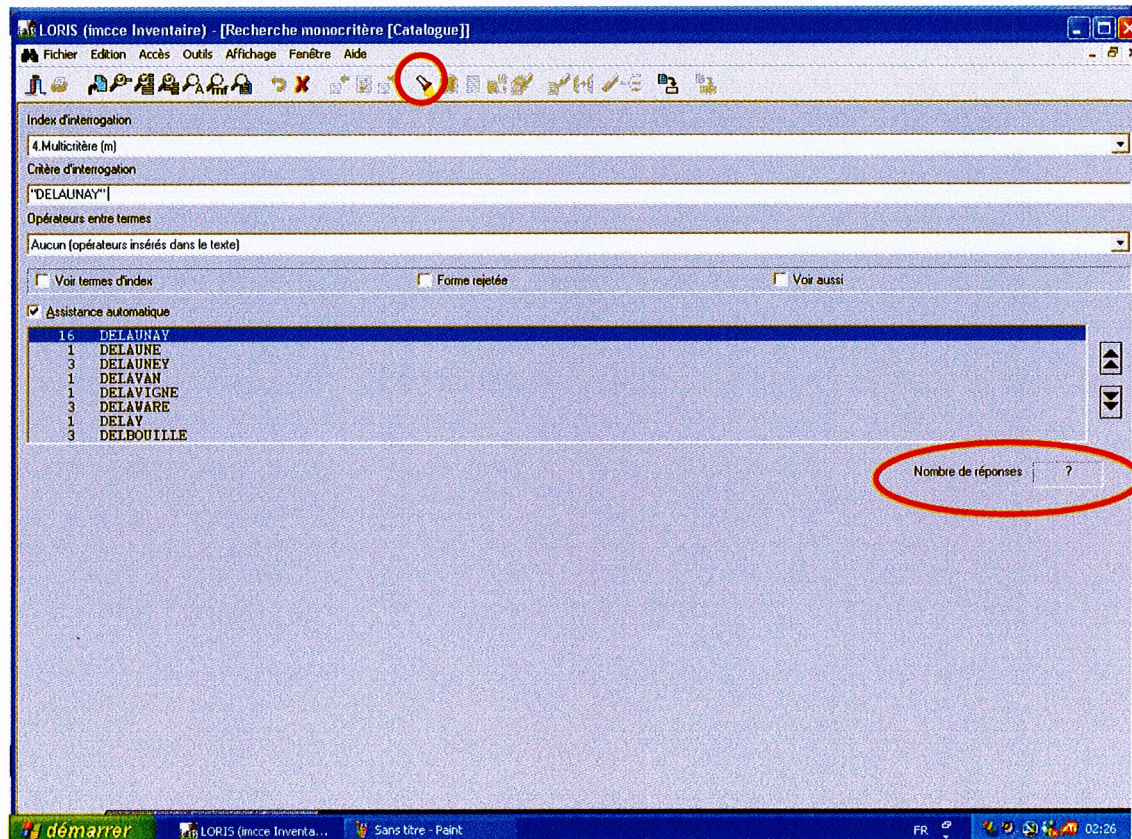 LORIS (imcce Inventaire) - [Recherche monocritère [Catalogue]]
Fichier Edition Accès Outils Affichage Fenêtre Aide
Index d'interrogation
4.Multicritère (m)
Critère d'interrogation
"DELAUNAY"
Opérateurs entre termes
Aucun (opérateurs insérés dans le texte)
Voir termes d'index Forme rejetée Voir aussi
Assistance automatique
16 DELAUNAY
1 DELAUNE
3 DELAUNEY
1 DELAVAN
1 DELAVIGNE
3 DELAWARE
1 DELAY
3 DELBOUILLE
Nombre de réponses ?
démarrer LORIS (imcce Inventa... Sans titre - Paint FR 02:26